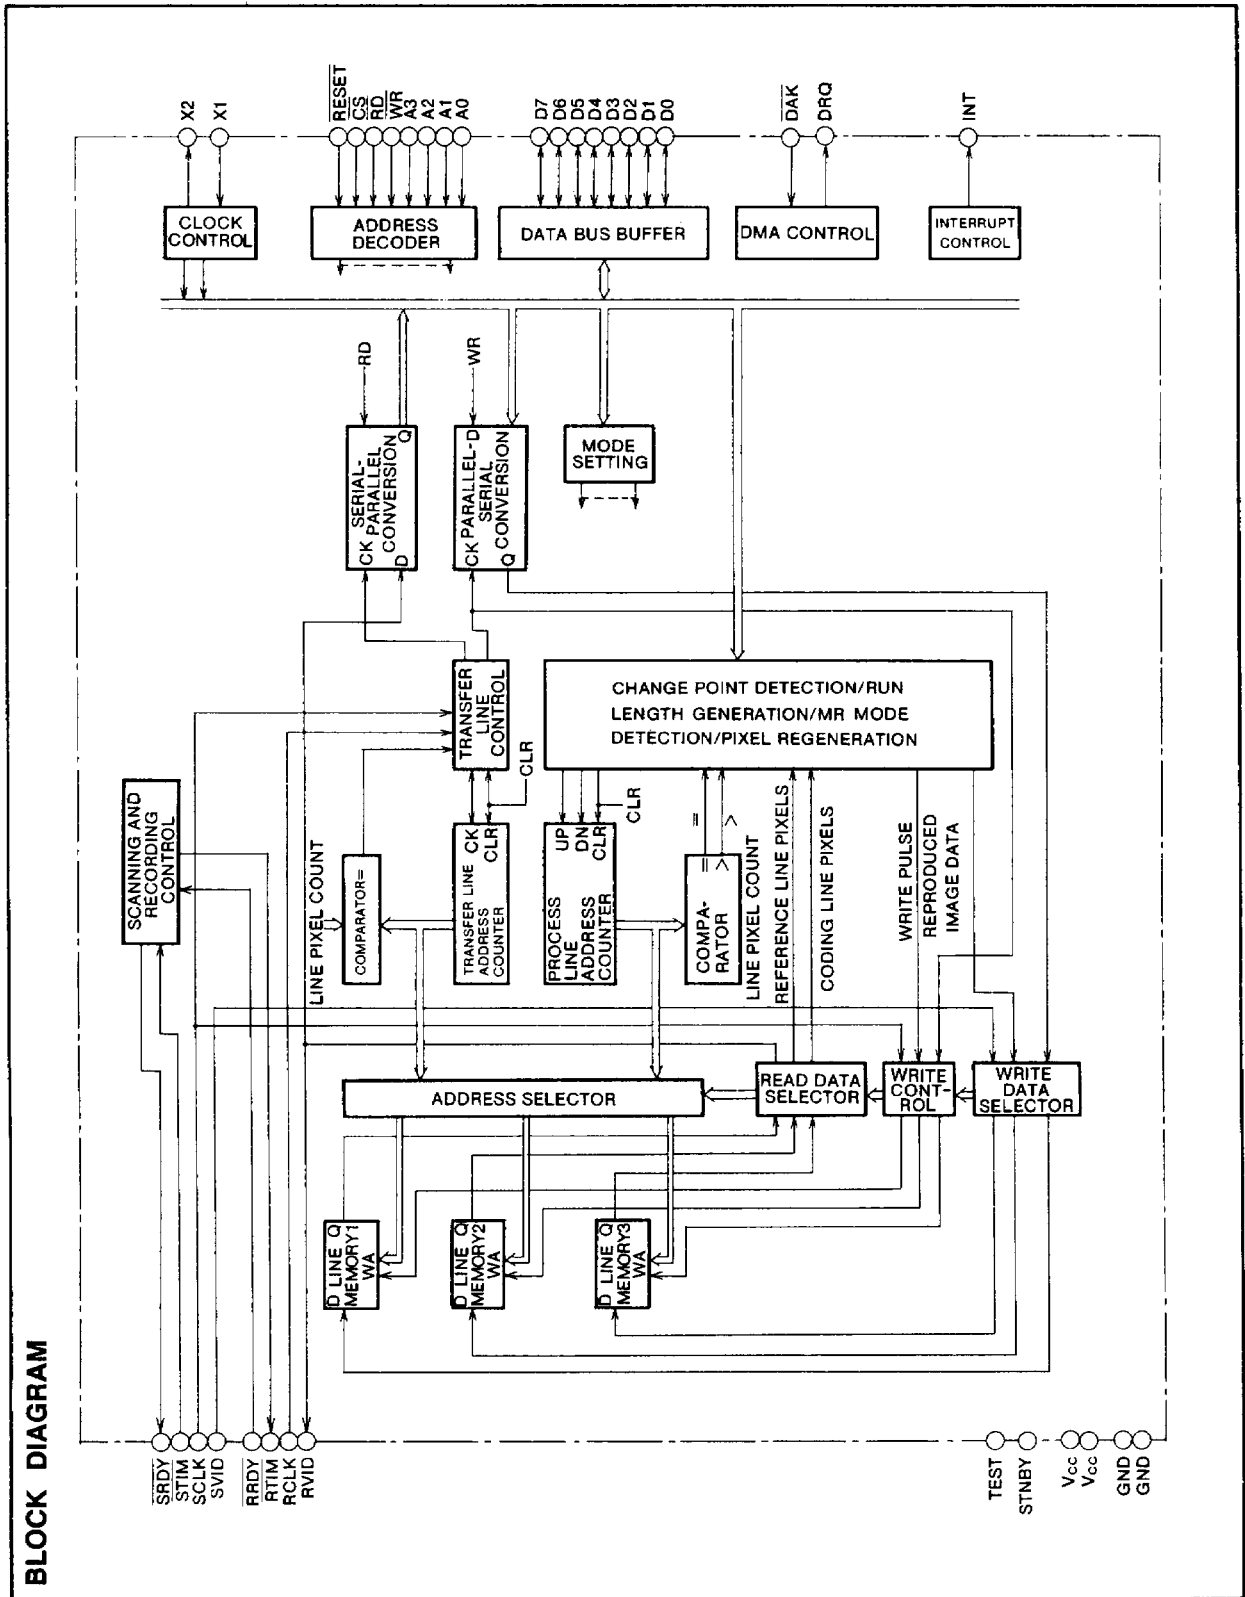 BLOCK DIAGRAM
X2
X1
RESET
CS
RD
WR
A3
A2
A1
A0
D7
D6
D5
D4
D3
D2
D1
D0
DAK
DRQ
INT
CLOCK
CONTROL
ADDRESS
DECODER
DATA BUS BUFFER
DMA CONTROL
INTERRUPT
CONTROL
RD
WR
CK SERIAL-
PARALLEL
CONVERSION
D
Q
CK PARALLEL-D
SERIAL
Q CONVERSION
MODE
SETTING
TRANSFER
LINE
CONTROL
CLR
CHANGE POINT DETECTION/RUN
LENGTH GENERATION/MR MODE
DETECTION/PIXEL REGENERATION
SCANNING AND
RECORDING
CONTROL
LINE PIXEL COUNT
COMPARATOR=
CK
CLR
TRANSFER LINE
ADDRESS
COUNTER
UP
DN
CLR
PROCESS
LINE
ADDRESS
COUNTER
CLR
=
>
COMPA-
RATOR
=
>
LINE PIXEL COUNT
REFERENCE LINE PIXELS
CODING LINE PIXELS
WRITE PULSE
REPRODUCED
IMAGE DATA
ADDRESS SELECTOR
READ DATA
SELECTOR
WRITE
CONT-
ROL
WRITE
DATA
SELECTOR
D LINE Q
MEMORY1
WA
D LINE Q
MEMORY2
WA
D LINE Q
MEMORY3
WA
SRDY
STIM
SCLK
SVID
RRDY
RTIM
RCLK
RVID
TEST
STNBY
Vcc
Vcc
GND
GND